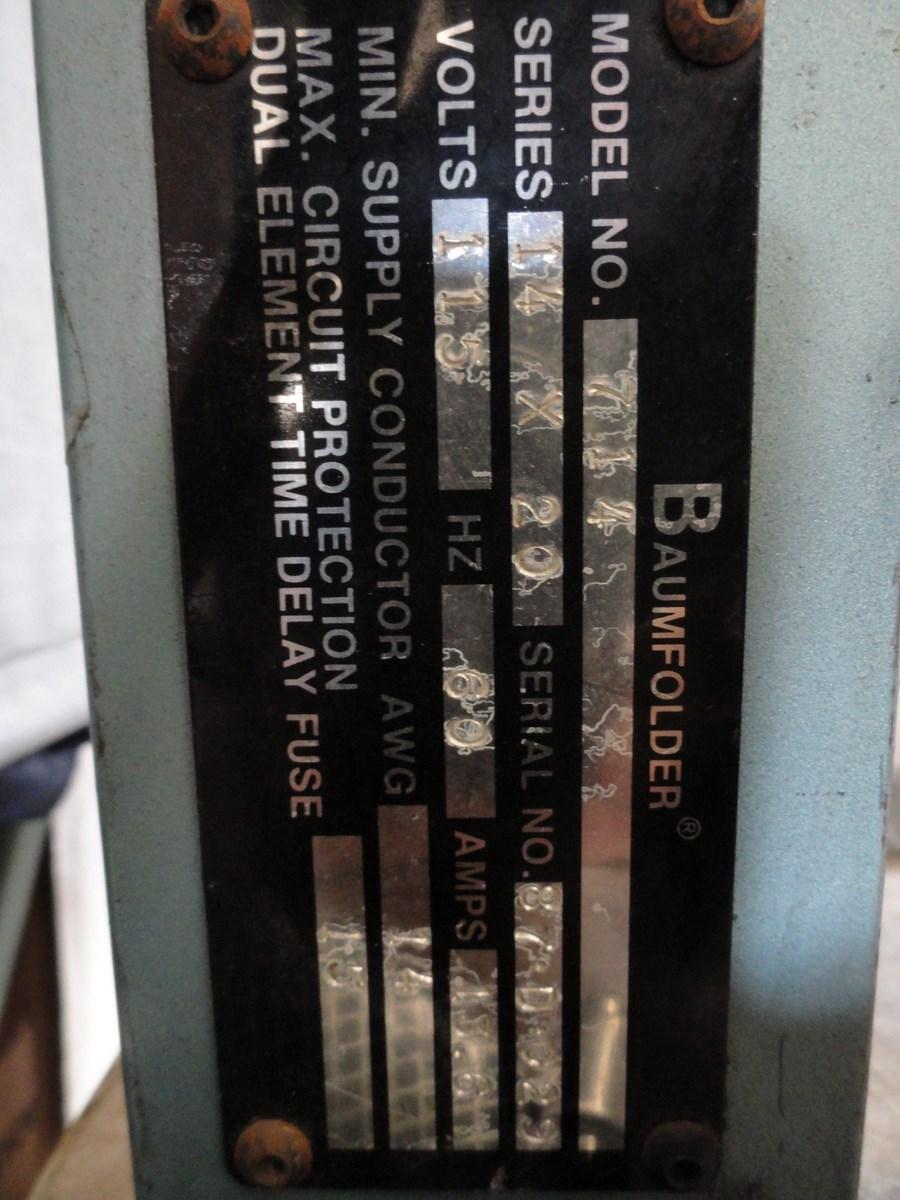 BAUMFOLDER®
MODEL NO. 714
SERIES 14 X 20 SERIAL NO.
VOLTS 115 HZ 60 AMPS
MIN. SUPPLY CONDUCTOR AWG 14
MAX. CIRCUIT PROTECTION
DUAL ELEMENT TIME DELAY FUSE 15